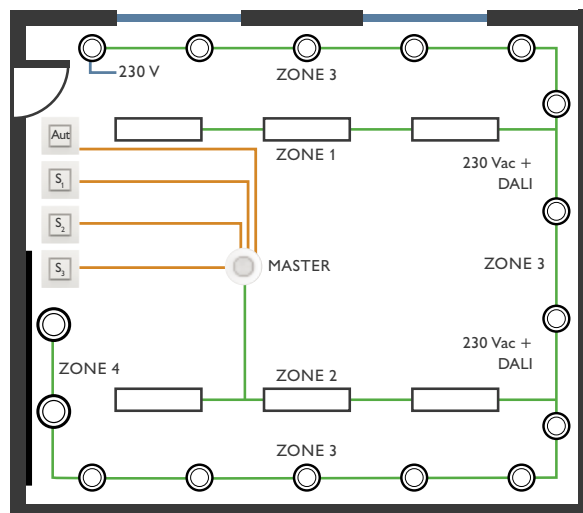 230 V
ZONE 3
Aut
ZONE 1
230 Vac +
DALI
S1
S2
MASTER
ZONE 3
S3
230 Vac +
DALI
ZONE 4
ZONE 2
ZONE 3